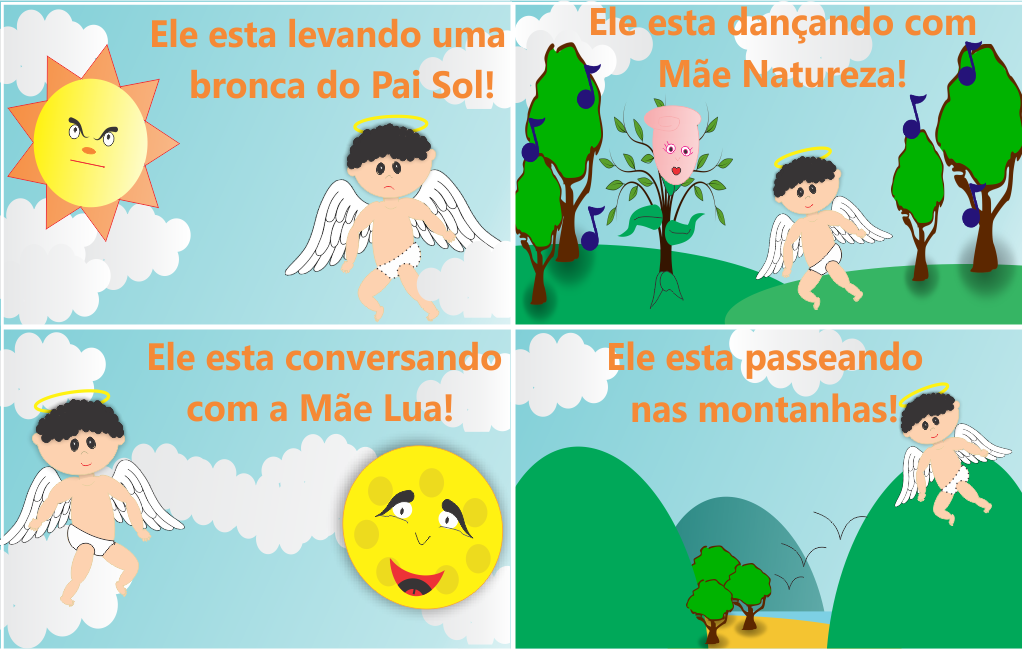 Ele esta levando uma
bronca do Pai Sol!
Ele esta dançando com
Mãe Natureza!
Ele esta conversando
com a Mãe Lua!
Ele esta passeando
nas montanhas!